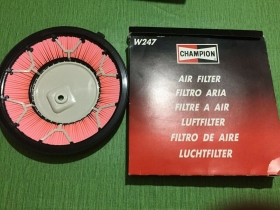 W247
CHAMPION
AIR FILTER
FILTRO ARIA
FILTRE A AIR
LUFTFILTER
FILTRO DE AIRE
LUCHTFILTER